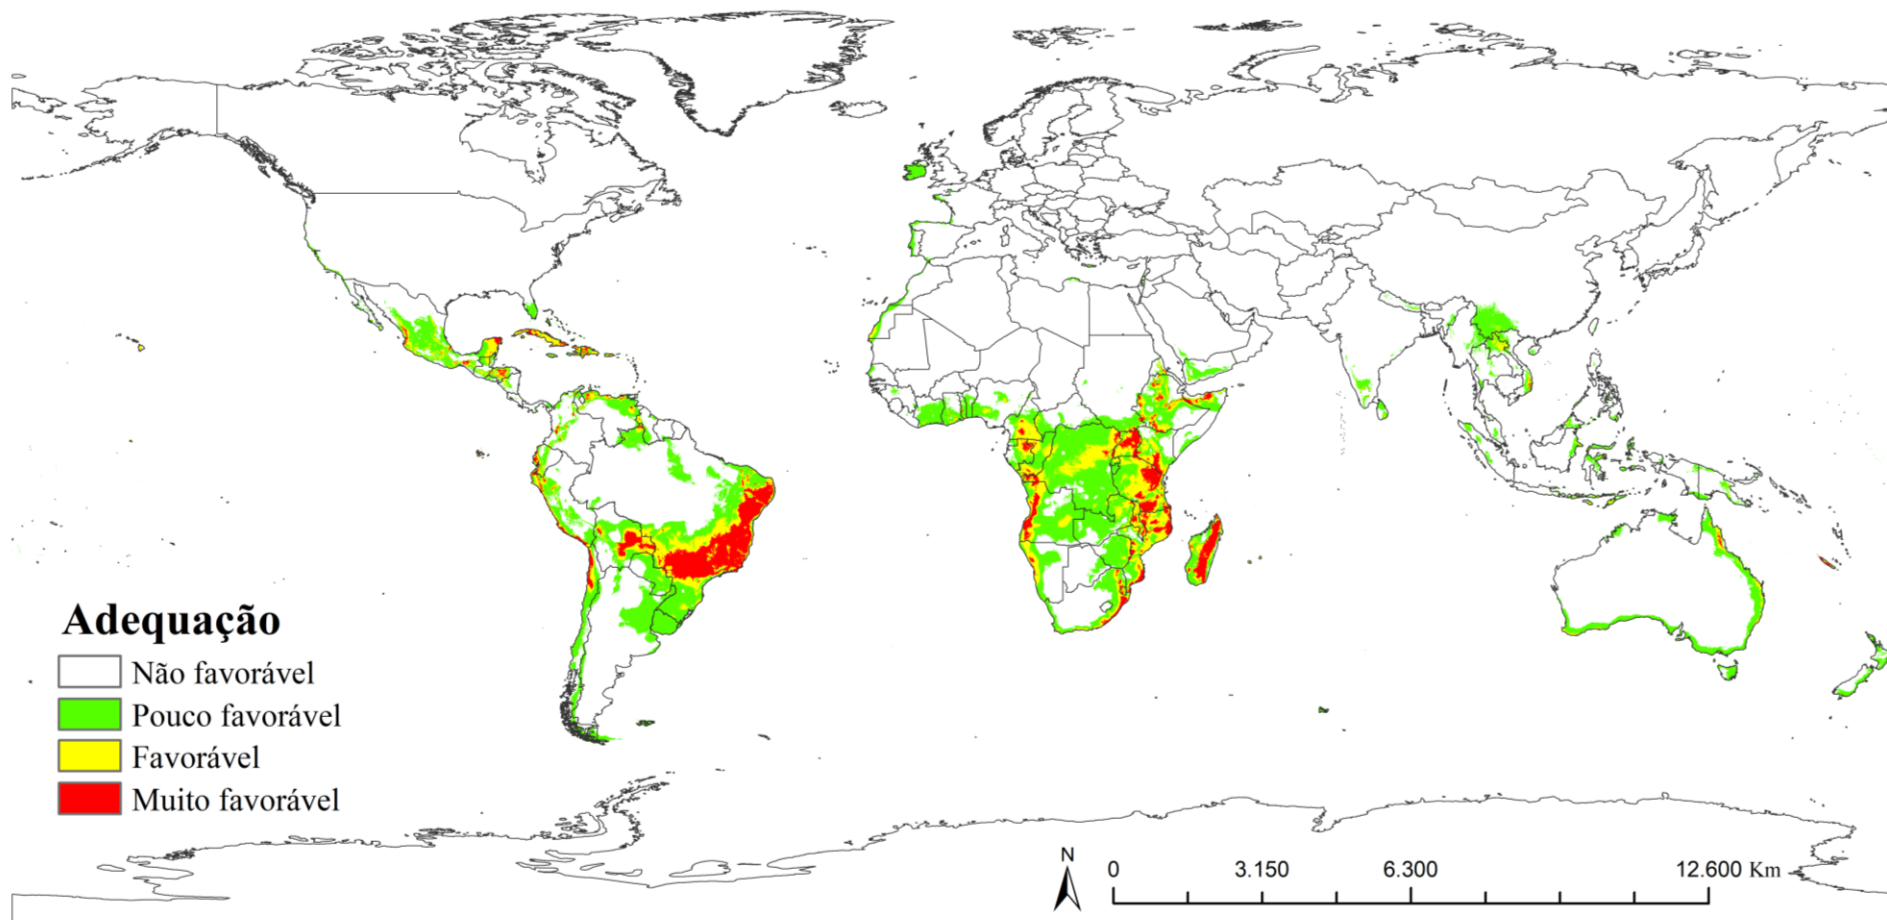 Adequação
Não favorável
Pouco favorável
Favorável
Muito favorável
N
0 3.150 6.300 12.600 Km